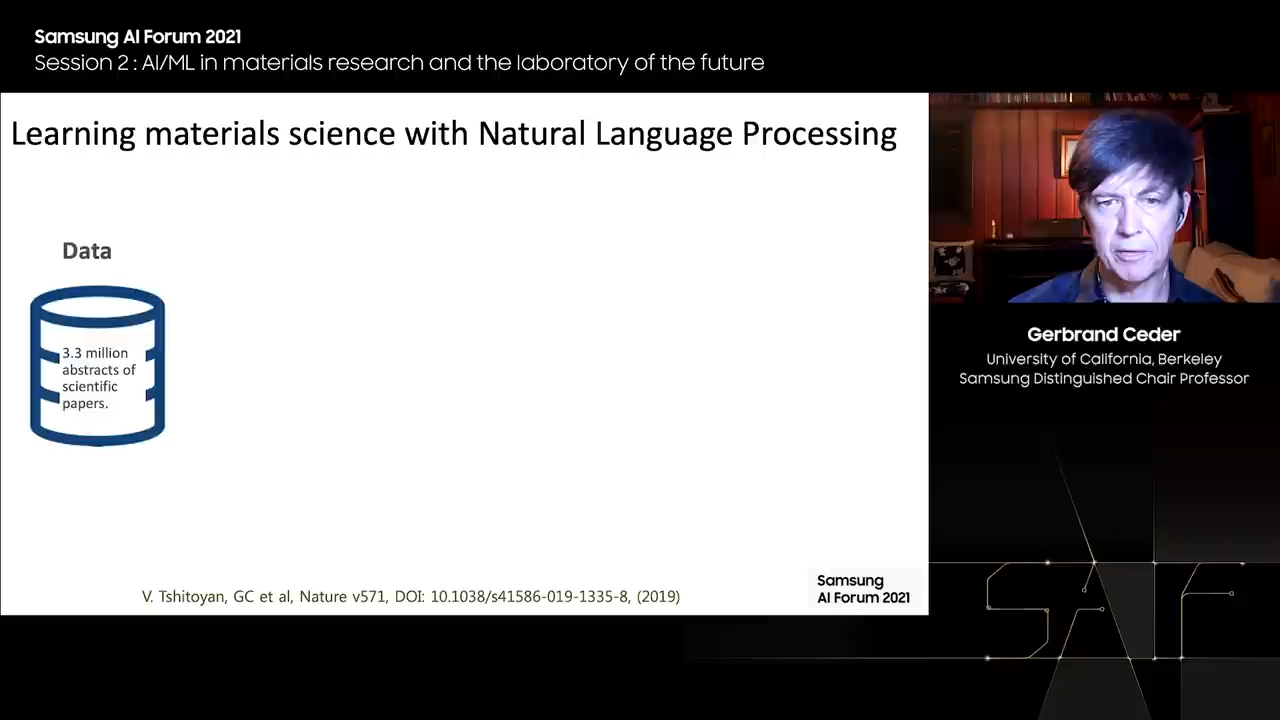 Samsung AI Forum 2021
Session 2 : AI/ML in materials research and the laboratory of the future
Learning materials science with Natural Language Processing
Data
3.3 million
abstracts of
scientific
papers.
V. Tshitoyan, GC et al, Nature v571, DOI: 10.1038/s41586-019-1335-8, (2019)
Samsung
AI Forum 2021
Gerbrand Ceder
University of California, Berkeley
Samsung Distinguished Chair Professor
SAIF